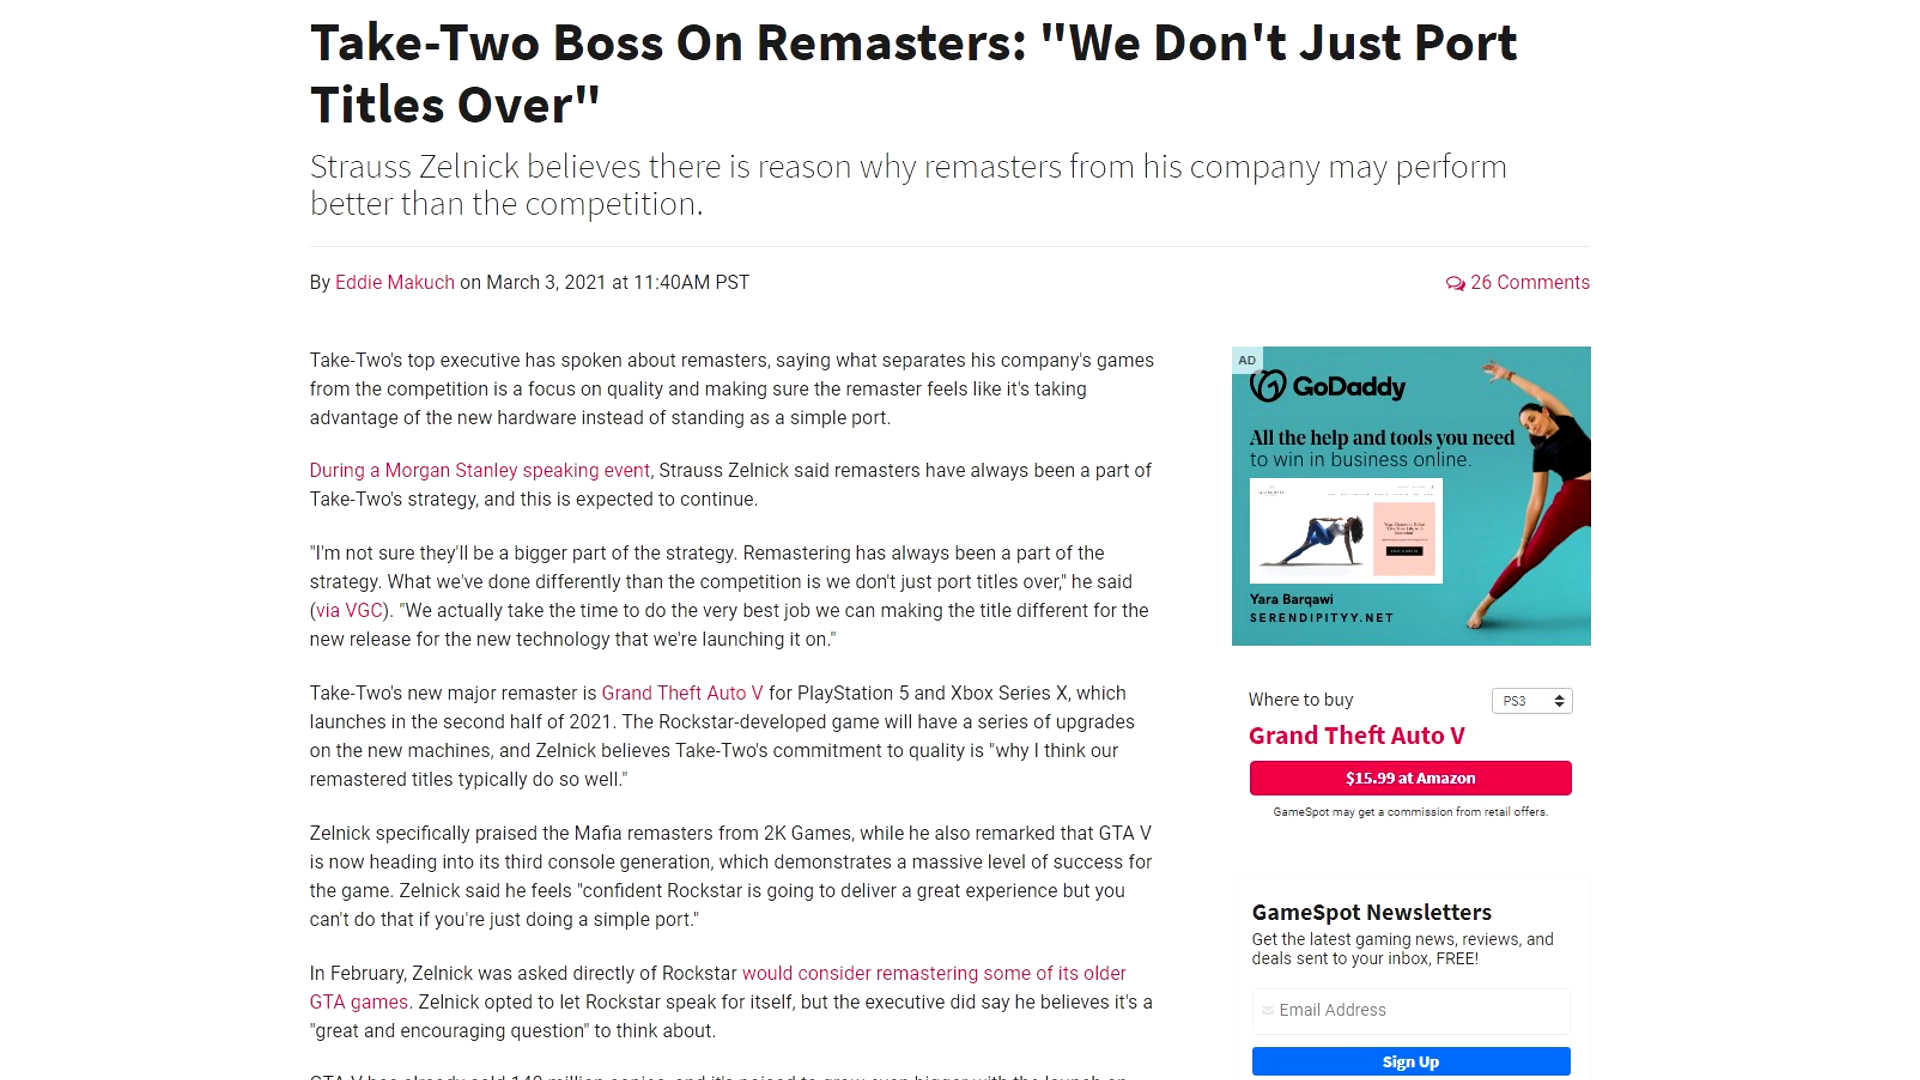 Take-Two Boss On Remasters: "We Don't Just Port
Titles Over"
Strauss Zelnick believes there is reason why remasters from his company may perform
better than the competition.
By Eddie Makuch on March 3, 2021 at 11:40AM PST
26 Comments
Take-Two's top executive has spoken about remasters, saying what separates his company's games
from the competition is a focus on quality and making sure the remaster feels like it's taking
advantage of the new hardware instead of standing as a simple port.
During a Morgan Stanley speaking event, Strauss Zelnick said remasters have always been a part of
Take-Two's strategy, and this is expected to continue.
"I'm not sure they'll be a bigger part of the strategy. Remastering has always been a part of the
strategy. What we've done differently than the competition is we don't just port titles over," he said
(via VGC). "We actually take the time to do the very best job we can making the title different for the
new release for the new technology that we're launching it on."
Take-Two's new major remaster is Grand Theft Auto V for PlayStation 5 and Xbox Series X, which
launches in the second half of 2021. The Rockstar-developed game will have a series of upgrades
on the new machines, and Zelnick believes Take-Two's commitment to quality is "why I think our
remastered titles typically do so well."
Zelnick specifically praised the Mafia remasters from 2K Games, while he also remarked that GTA V
is now heading into its third console generation, which demonstrates a massive level of success for
the game. Zelnick said he feels "confident Rockstar is going to deliver a great experience but you
can't do that if you're just doing a simple port."
In February, Zelnick was asked directly of Rockstar would consider remastering some of its older
GTA games. Zelnick opted to let Rockstar speak for itself, but the executive did say he believes it's a
"great and encouraging question" to think about.
AD
GoDaddy
All the help and tools you need
to win in business online.
Yara Barqawi
SERENDIPITYY.NET
Where to buy
PS3
Grand Theft Auto V
$15.99 at Amazon
GameSpot may get a commission from retail offers.
GameSpot Newsletters
Get the latest gaming news, reviews, and
deals sent to your inbox, FREE!
Email Address
Sign Up